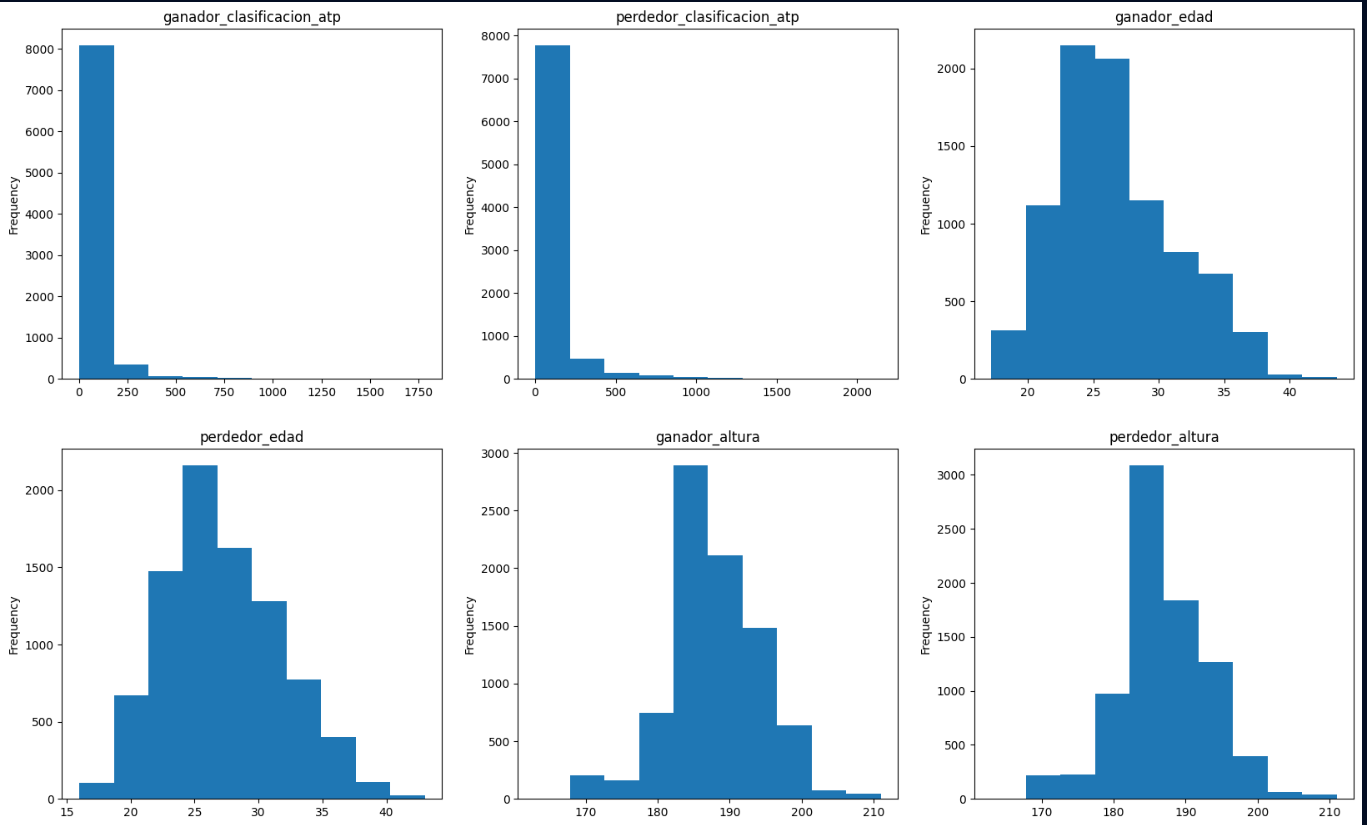 ganador_clasificacion_atp
8000
7000
6000
5000
4000
3000
2000
1000
0
Frequency
0 250 500 750 1000 1250 1500 1750
perdedor_clasificacion_atp
8000
7000
6000
5000
4000
3000
2000
1000
0
Frequency
0 500 1000 1500 2000
ganador_edad
2000
1500
1000
500
0
Frequency
20 25 30 35 40
perdedor_edad
2000
1500
1000
500
0
Frequency
15 20 25 30 35 40
ganador_altura
3000
2500
2000
1500
1000
500
0
Frequency
170 180 190 200 210
perdedor_altura
3000
2500
2000
1500
1000
500
0
Frequency
170 180 190 200 210